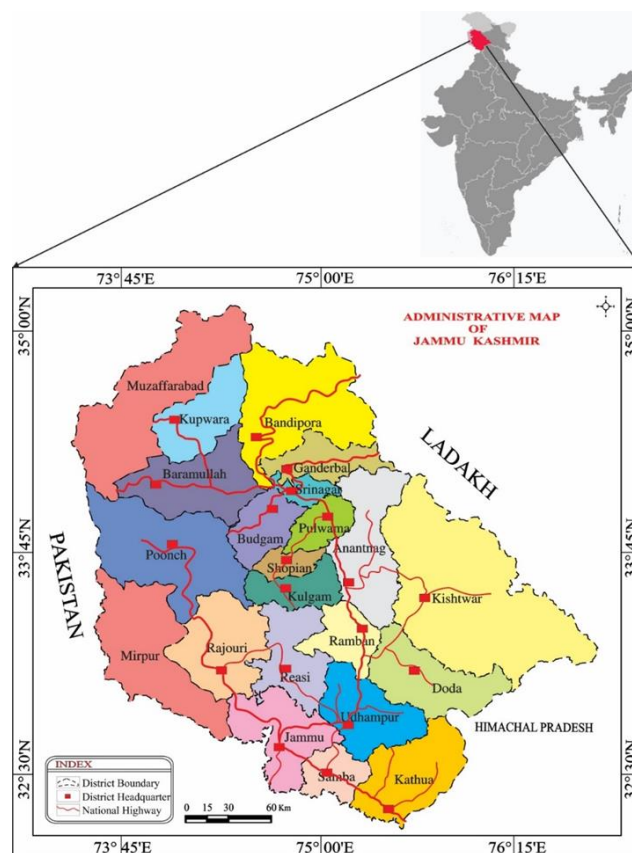 73°45'E 75°00'E 76°15'E
35°00'N
35°00'N
ADMINISTRATIVE MAP
OF
JAMMU KASHMIR
Muzaffarabad
Kupwara
Bandipora
LADAKH
Ganderbal
Baramullah
Srinagar
Pulwama
33°45'N
33°45'N
Budgam
Anantnag
Poonch
PAKISTAN
Shopian
Kulgam
Kishtwar
Ramban
Rajouri
Mirpur
Reasi
Doda
Udhampur
HIMACHAL PRADESH
Jammu
INDEX
Samba
Kathua
32°30'N
32°30'N
District Boundary
District Headquarter
National Highway
0 15 30 60 Km
73°45'E 75°00'E 76°15'E